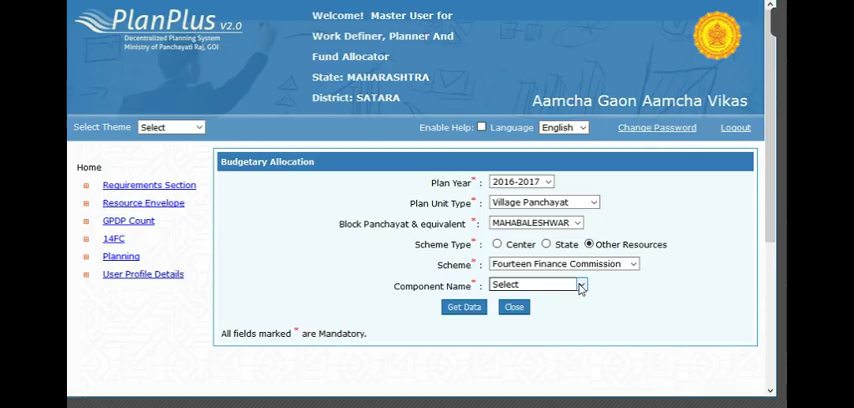 PlanPlus v2.0
Decentralized Planning System
Ministry of Panchayati Raj, GOI
Welcome! Master User for
Work Definer, Planner And
Fund Allocator
State: MAHARASHTRA
District: SATARA
Aamcha Gaon Aamcha Vikas
Select Theme Select Enable Help: Language English Change Password Logout
Home
Requirements Section
Resource Envelope
GPDP Count
14FC
Planning
User Profile Details
Budgetary Allocation
Plan Year* : 2016-2017
Plan Unit Type* : Village Panchayat
Block Panchayat & equivalent *: MAHABALESHWAR
Scheme Type* : Center State Other Resources
Scheme* : Fourteen Finance Commission
Component Name* : Select
Get Data Close
All fields marked * are Mandatory.